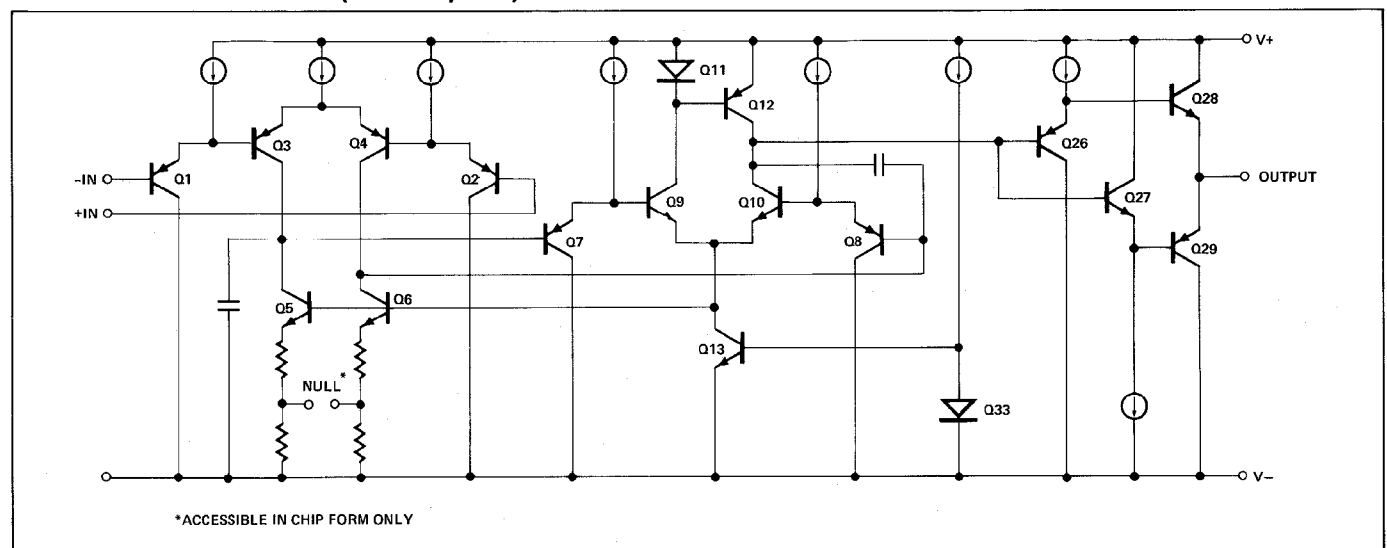 V+
Q11
Q12
Q28
Q3
Q4
Q26
-IN
Q1
Q2
OUTPUT
+IN
Q9
Q10
Q27
Q7
Q8
Q29
Q5
Q6
Q13
NULL*
Q33
V-
*ACCESSIBLE IN CHIP FORM ONLY